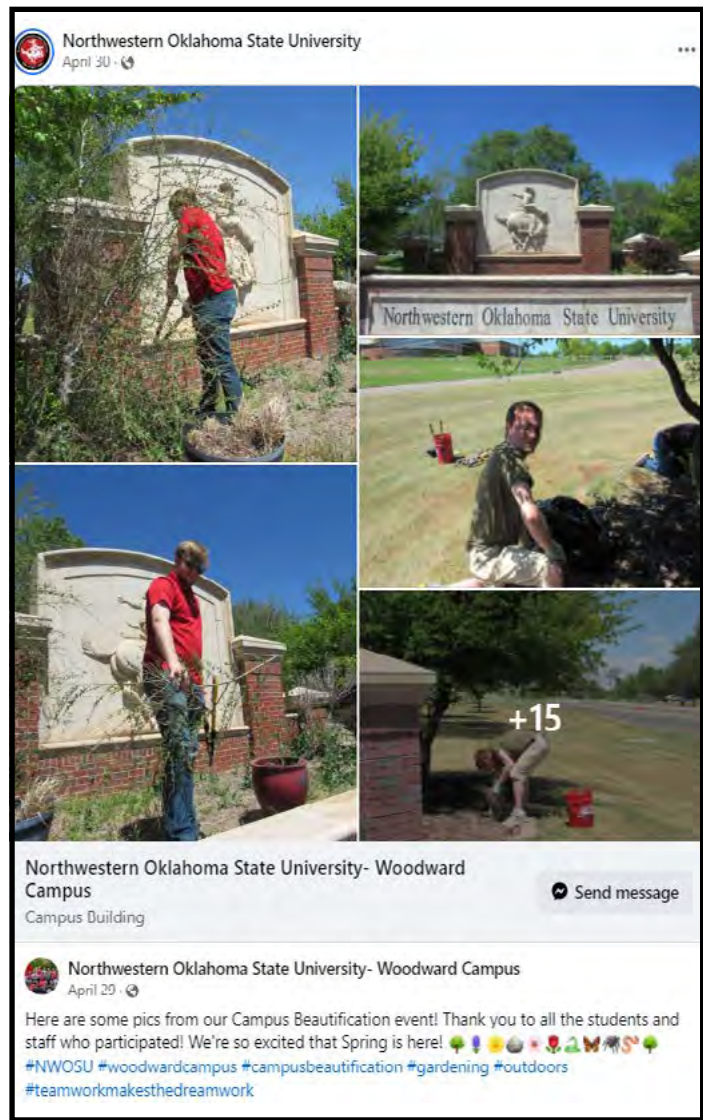 Northwestern Oklahoma State University
April 30 ·
Northwestern Oklahoma State University
+15
Northwestern Oklahoma State University- Woodward
Campus
Campus Building
Send message
Northwestern Oklahoma State University- Woodward Campus
April 29 ·
Here are some pics from our Campus Beautification event! Thank you to all the students and
staff who participated! We're so excited that Spring is here!
#NWOSU #woodwardcampus #campusbeautification #gardening #outdoors
#teamworkmakesthedreamwork